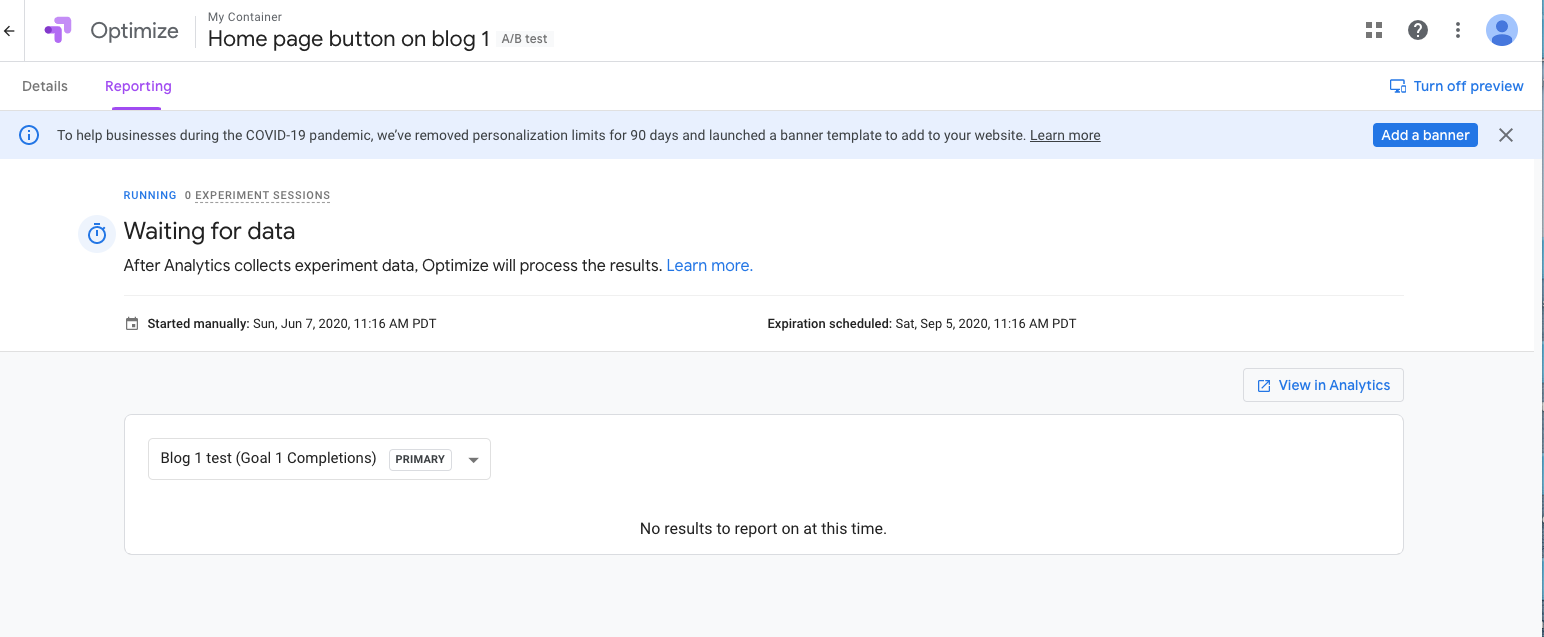 My Container
Optimize
Home page button on blog 1 A/B test
Details Reporting Turn off preview
To help businesses during the COVID-19 pandemic, we’ve removed personalization limits for 90 days and launched a banner template to add to your website. Learn more Add a banner
RUNNING 0 EXPERIMENT SESSIONS
Waiting for data
After Analytics collects experiment data, Optimize will process the results. Learn more.
Started manually: Sun, Jun 7, 2020, 11:16 AM PDT Expiration scheduled: Sat, Sep 5, 2020, 11:16 AM PDT
View in Analytics
Blog 1 test (Goal 1 Completions) PRIMARY
No results to report on at this time.